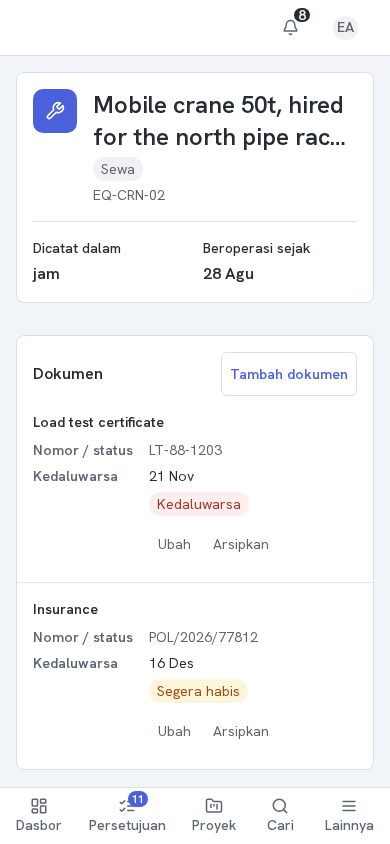 8
EA
Mobile crane 50t, hired
for the north pipe rac...
Sewa
EQ-CRN-02
Dicatat dalam
jam
Beroperasi sejak
28 Agu
Dokumen
Tambah dokumen
Load test certificate
Nomor / status LT-88-1203
Kedaluwarsa 21 Nov
Kedaluwarsa
Ubah Arsipkan
Insurance
Nomor / status POL/2026/77812
Kedaluwarsa 16 Des
Segera habis
Ubah Arsipkan
11
Dasbor Persetujuan Proyek Cari Lainnya